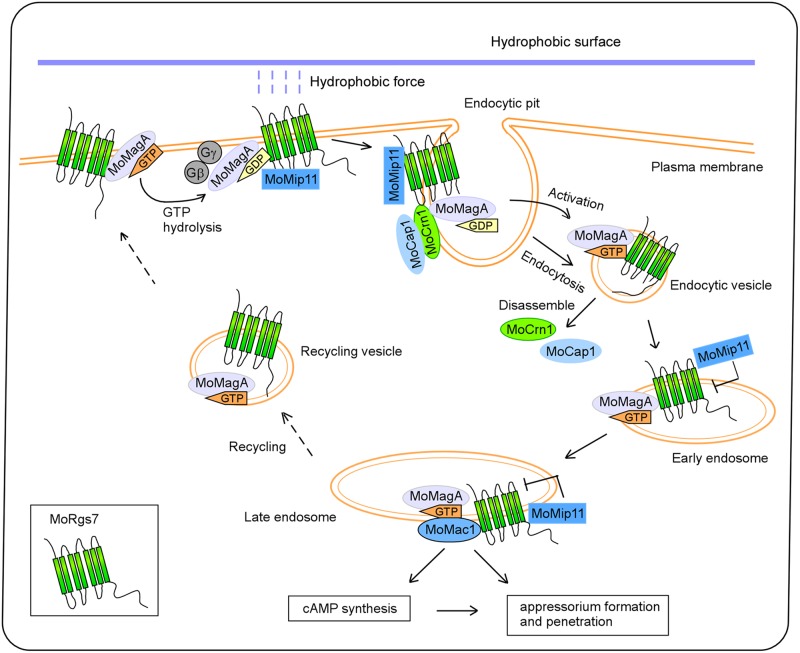 Hydrophobic surface
Hydrophobic force
Endocytic pit
Plasma membrane
MoMagA
GTP
GTP
hydrolysis
Gγ
Gβ
MoMagA
GDP
MoMip11
MoMip11
MoCap1
MoCrn1
MoMagA
GDP
Activation
Endocytosis
MoMagA
GTP
Endocytic vesicle
Disassemble
MoCrn1
MoCap1
MoMip11
MoMagA
GTP
Early endosome
Recycling vesicle
MoMagA
GTP
Recycling
Late endosome
MoMagA
GTP
MoMac1
MoMip11
MoRgs7
cAMP synthesis
appressorium formation
and penetration